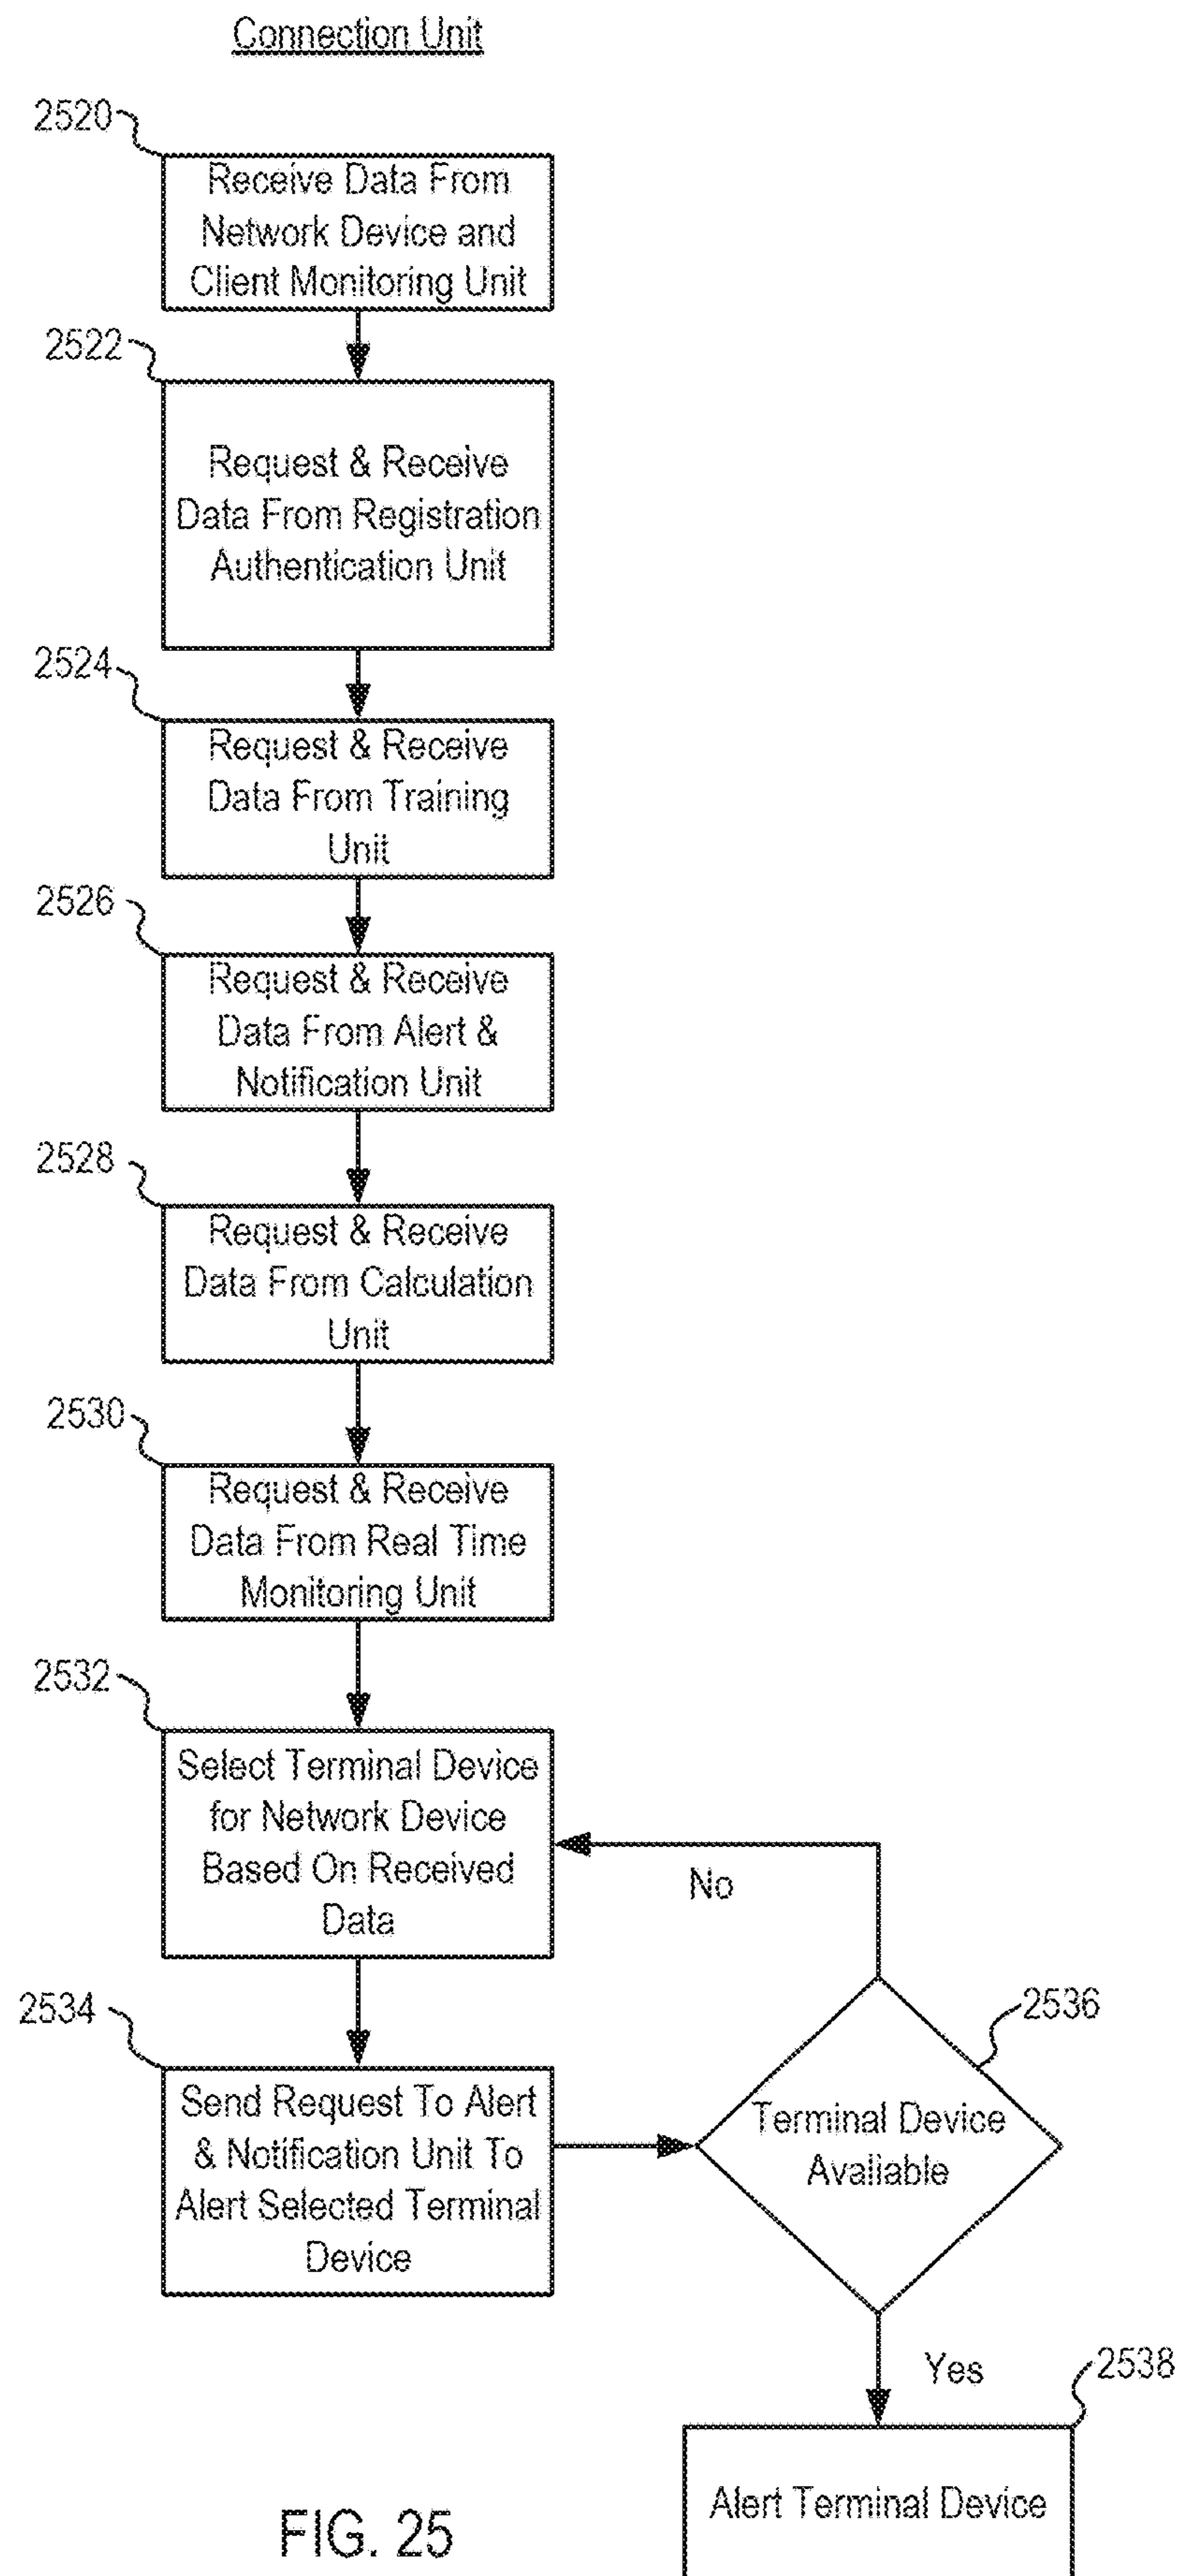 Connection Unit
2520
Receive Data From
Network Device and
Client Monitoring Unit
2522
Request & Receive
Data From Registration
Authentication Unit
2524
Request & Receive
Data From Training
Unit
2526
Request & Receive
Data From Alert &
Notification Unit
2528
Request & Receive
Data From Calculation
Unit
2530
Request & Receive
Data From Real Time
Monitoring Unit
2532
Select Terminal Device
for Network Device
Based On Received
Data
No
2534
Send Request To Alert
& Notification Unit To
Alert Selected Terminal
Device
2536
Terminal Device
Avaliable
Yes
2538
Alert Terminal Device
FIG. 25